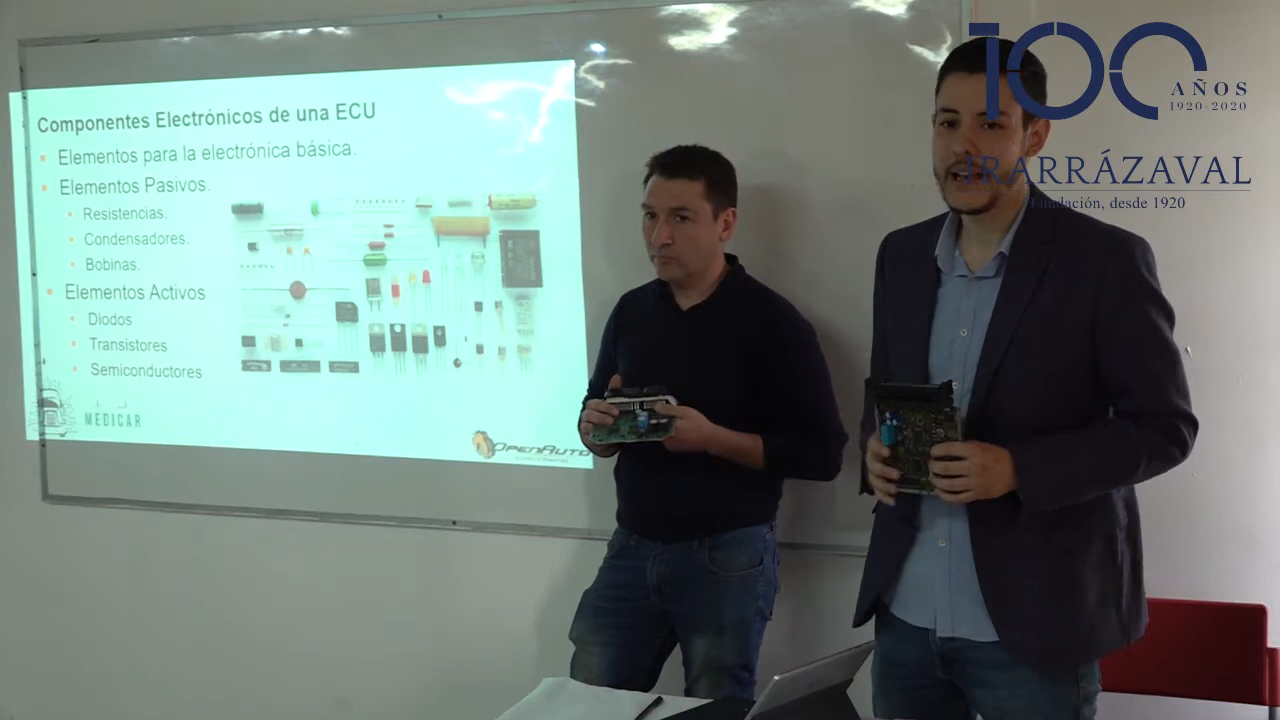 Componentes Electrónicos de una ECU
Elementos para la electrónica básica.
Elementos Pasivos.
Resistencias.
Condensadores.
Bobinas.
Elementos Activos
Diodos
Transistores
Semiconductores
MEDICAR
OPENAUTO
100
AÑOS
1920-2020
IRARRÁZAVAL
Fundación, desde 1920